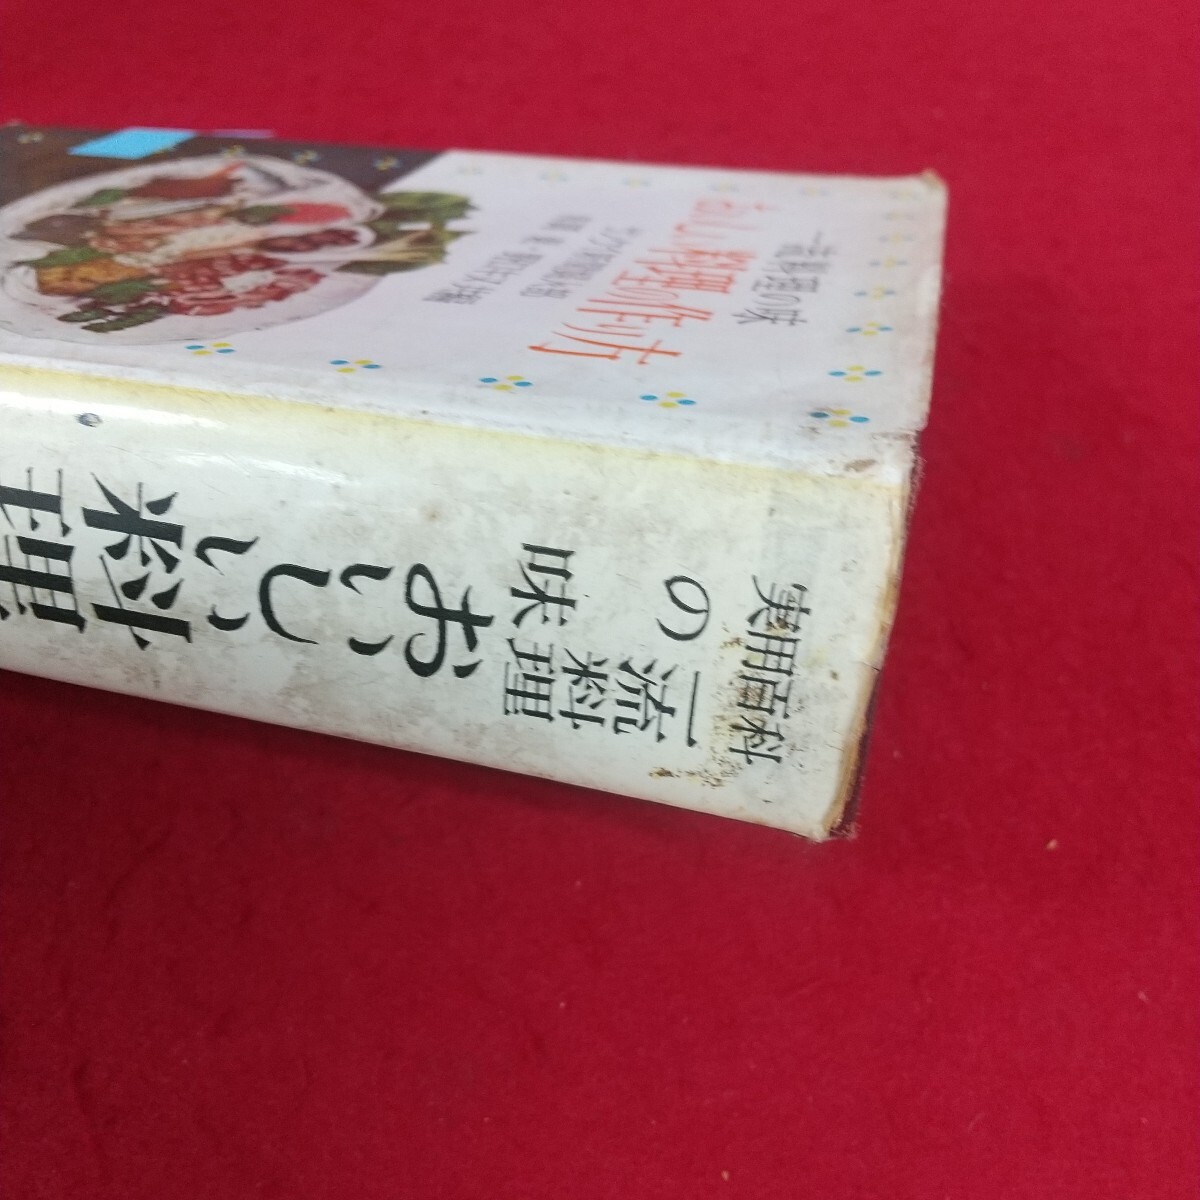 一流料理の味
おいしい料理の作り方
実用百科
一流料理の味
おいしい料理